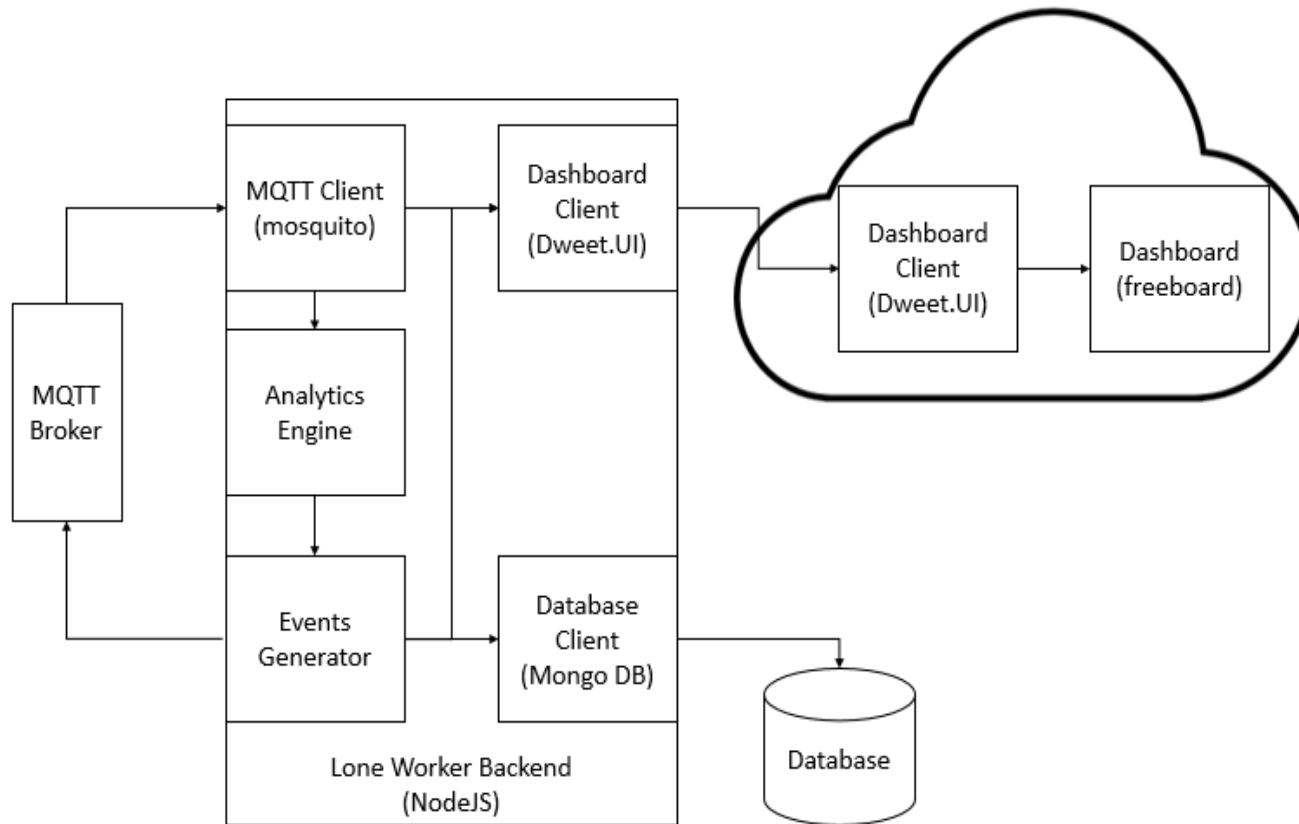 MQTT Client
(mosquito)
Dashboard
Client
(Dweet.UI)
Dashboard
Client
(Dweet.UI)
Dashboard
(freeboard)
MQTT
Broker
Analytics
Engine
Events
Generator
Database
Client
(Mongo DB)
Database
Lone Worker Backend
(NodeJS)